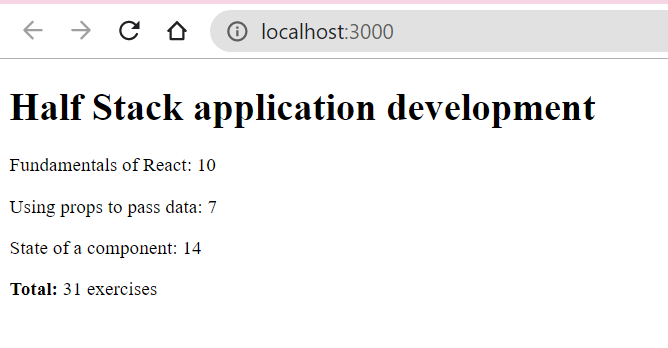 localhost:3000
Half Stack application development
Fundamentals of React: 10
Using props to pass data: 7
State of a component: 14
Total: 31 exercises